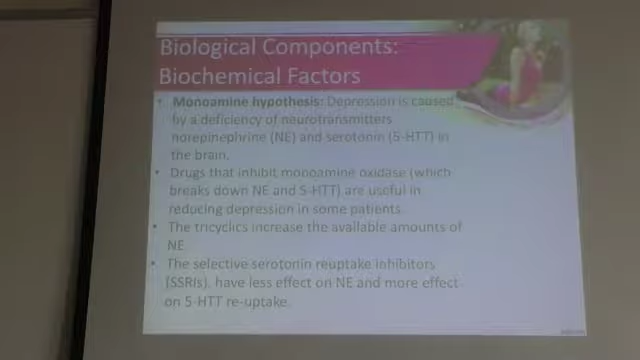 Biological Components:
Biochemical Factors
• Monoamine hypothesis: Depression is caused
by a deficiency of neurotransmitters
norepinephrine (NE) and serotonin (5-HTT) in
the brain.
• Drugs that inhibit monoamine oxidase (which
breaks down NE and 5-HTT) are useful in
reducing depression in some patients.
• The tricyclics increase the available amounts of
NE
• The selective serotonin reuptake inhibitors
(SSRIs), have less effect on NE and more effect
on 5-HTT re-uptake.